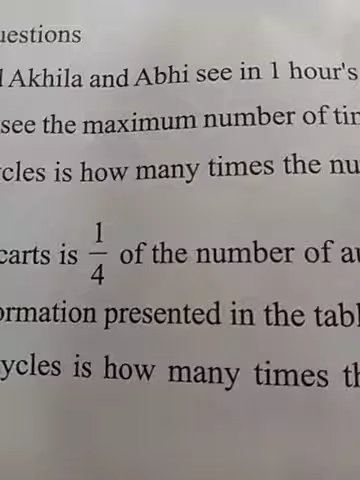 uestions
Akhila and Abhi see in 1 hour's
see the maximum number of tim
cles is how many times the nu
carts is 1/4 of the number of au
ormation presented in the tabl
ycles is how many times th